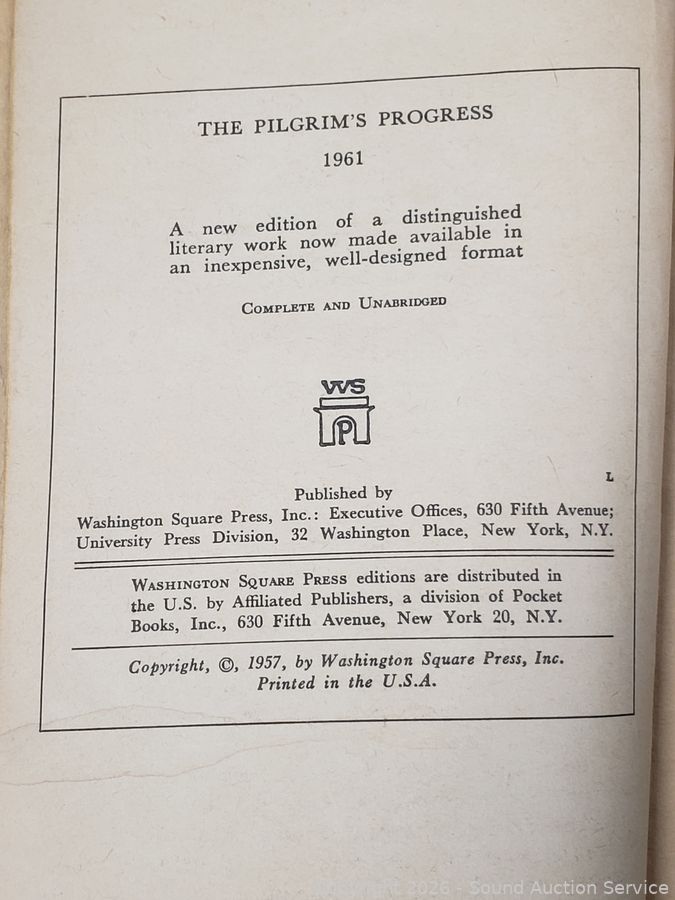 THE PILGRIM'S PROGRESS
1961
A new edition of a distinguished
literary work now made available in
an inexpensive, well-designed format
COMPLETE AND UNABRIDGED
WS
P
L
Published by
Washington Square Press, Inc.: Executive Offices, 630 Fifth Avenue;
University Press Division, 32 Washington Place, New York, N.Y.
WASHINGTON SQUARE PRESS editions are distributed in
the U.S. by Affiliated Publishers, a division of Pocket
Books, Inc., 630 Fifth Avenue, New York 20, N.Y.
Copyright, ©, 1957, by Washington Square Press, Inc.
Printed in the U.S.A.
Copyright 2026 - Sound Auction Service